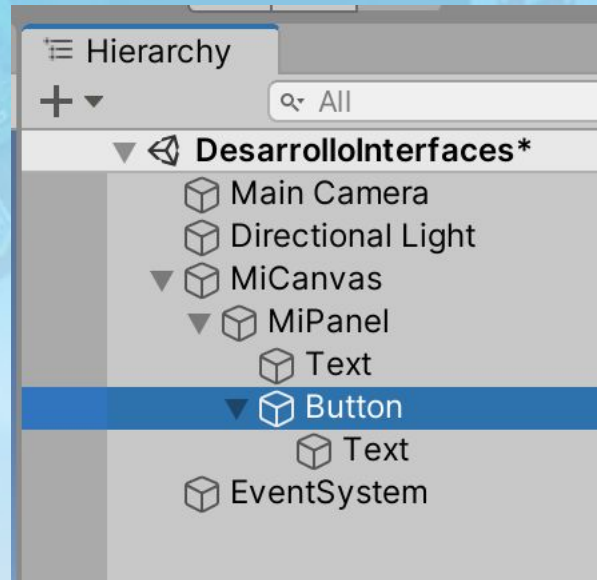 Hierarchy
All
DesarrolloInterfaces*
Main Camera
Directional Light
MiCanvas
MiPanel
Text
Button
Text
EventSystem